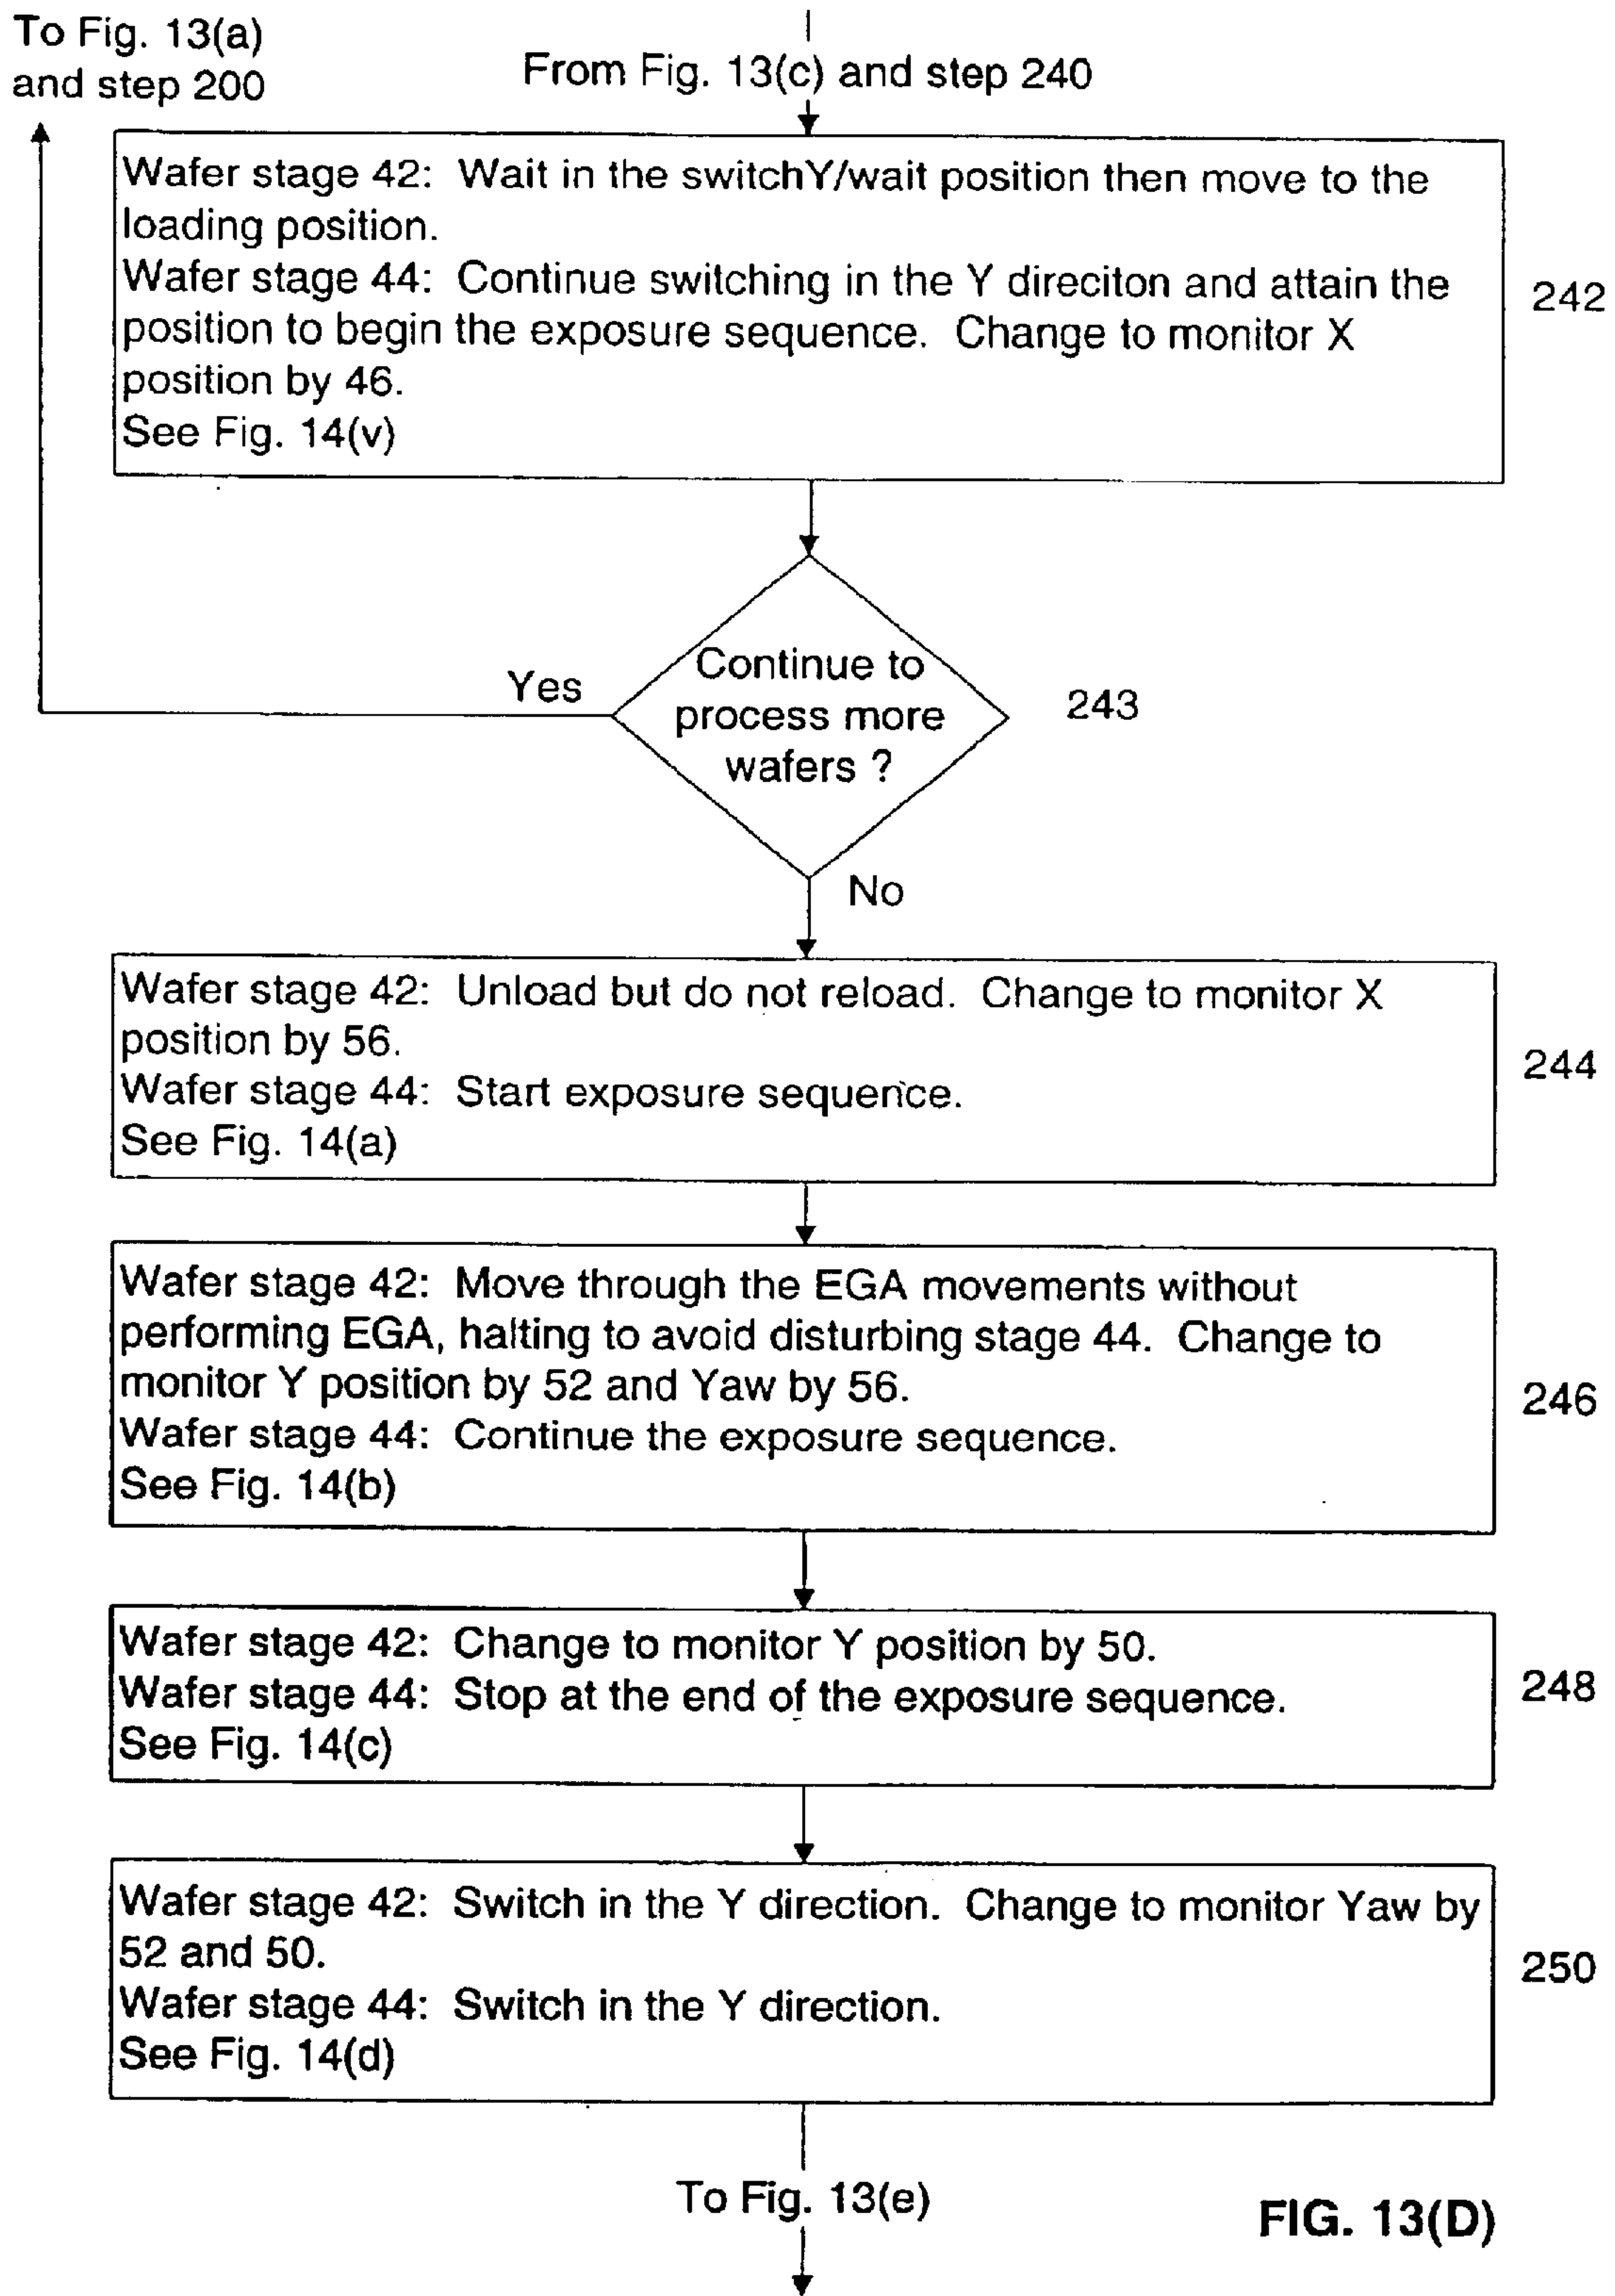 To Fig. 13(a)
and step 200
From Fig. 13(c) and step 240
Wafer stage 42: Wait in the switchY/wait position then move to the
loading position.
Wafer stage 44: Continue switching in the Y direciton and attain the
position to begin the exposure sequence. Change to monitor X
position by 46.
See Fig. 14(v)
242
Yes
Continue to
process more
wafers ?
243
No
Wafer stage 42: Unload but do not reload. Change to monitor X
position by 56.
Wafer stage 44: Start exposure sequence.
See Fig. 14(a)
244
Wafer stage 42: Move through the EGA movements without
performing EGA, halting to avoid disturbing stage 44. Change to
monitor Y position by 52 and Yaw by 56.
Wafer stage 44: Continue the exposure sequence.
See Fig. 14(b)
246
Wafer stage 42: Change to monitor Y position by 50.
Wafer stage 44: Stop at the end of the exposure sequence.
See Fig. 14(c)
248
Wafer stage 42: Switch in the Y direction. Change to monitor Yaw by
52 and 50.
Wafer stage 44: Switch in the Y direction.
See Fig. 14(d)
250
To Fig. 13(e)
FIG. 13(D)